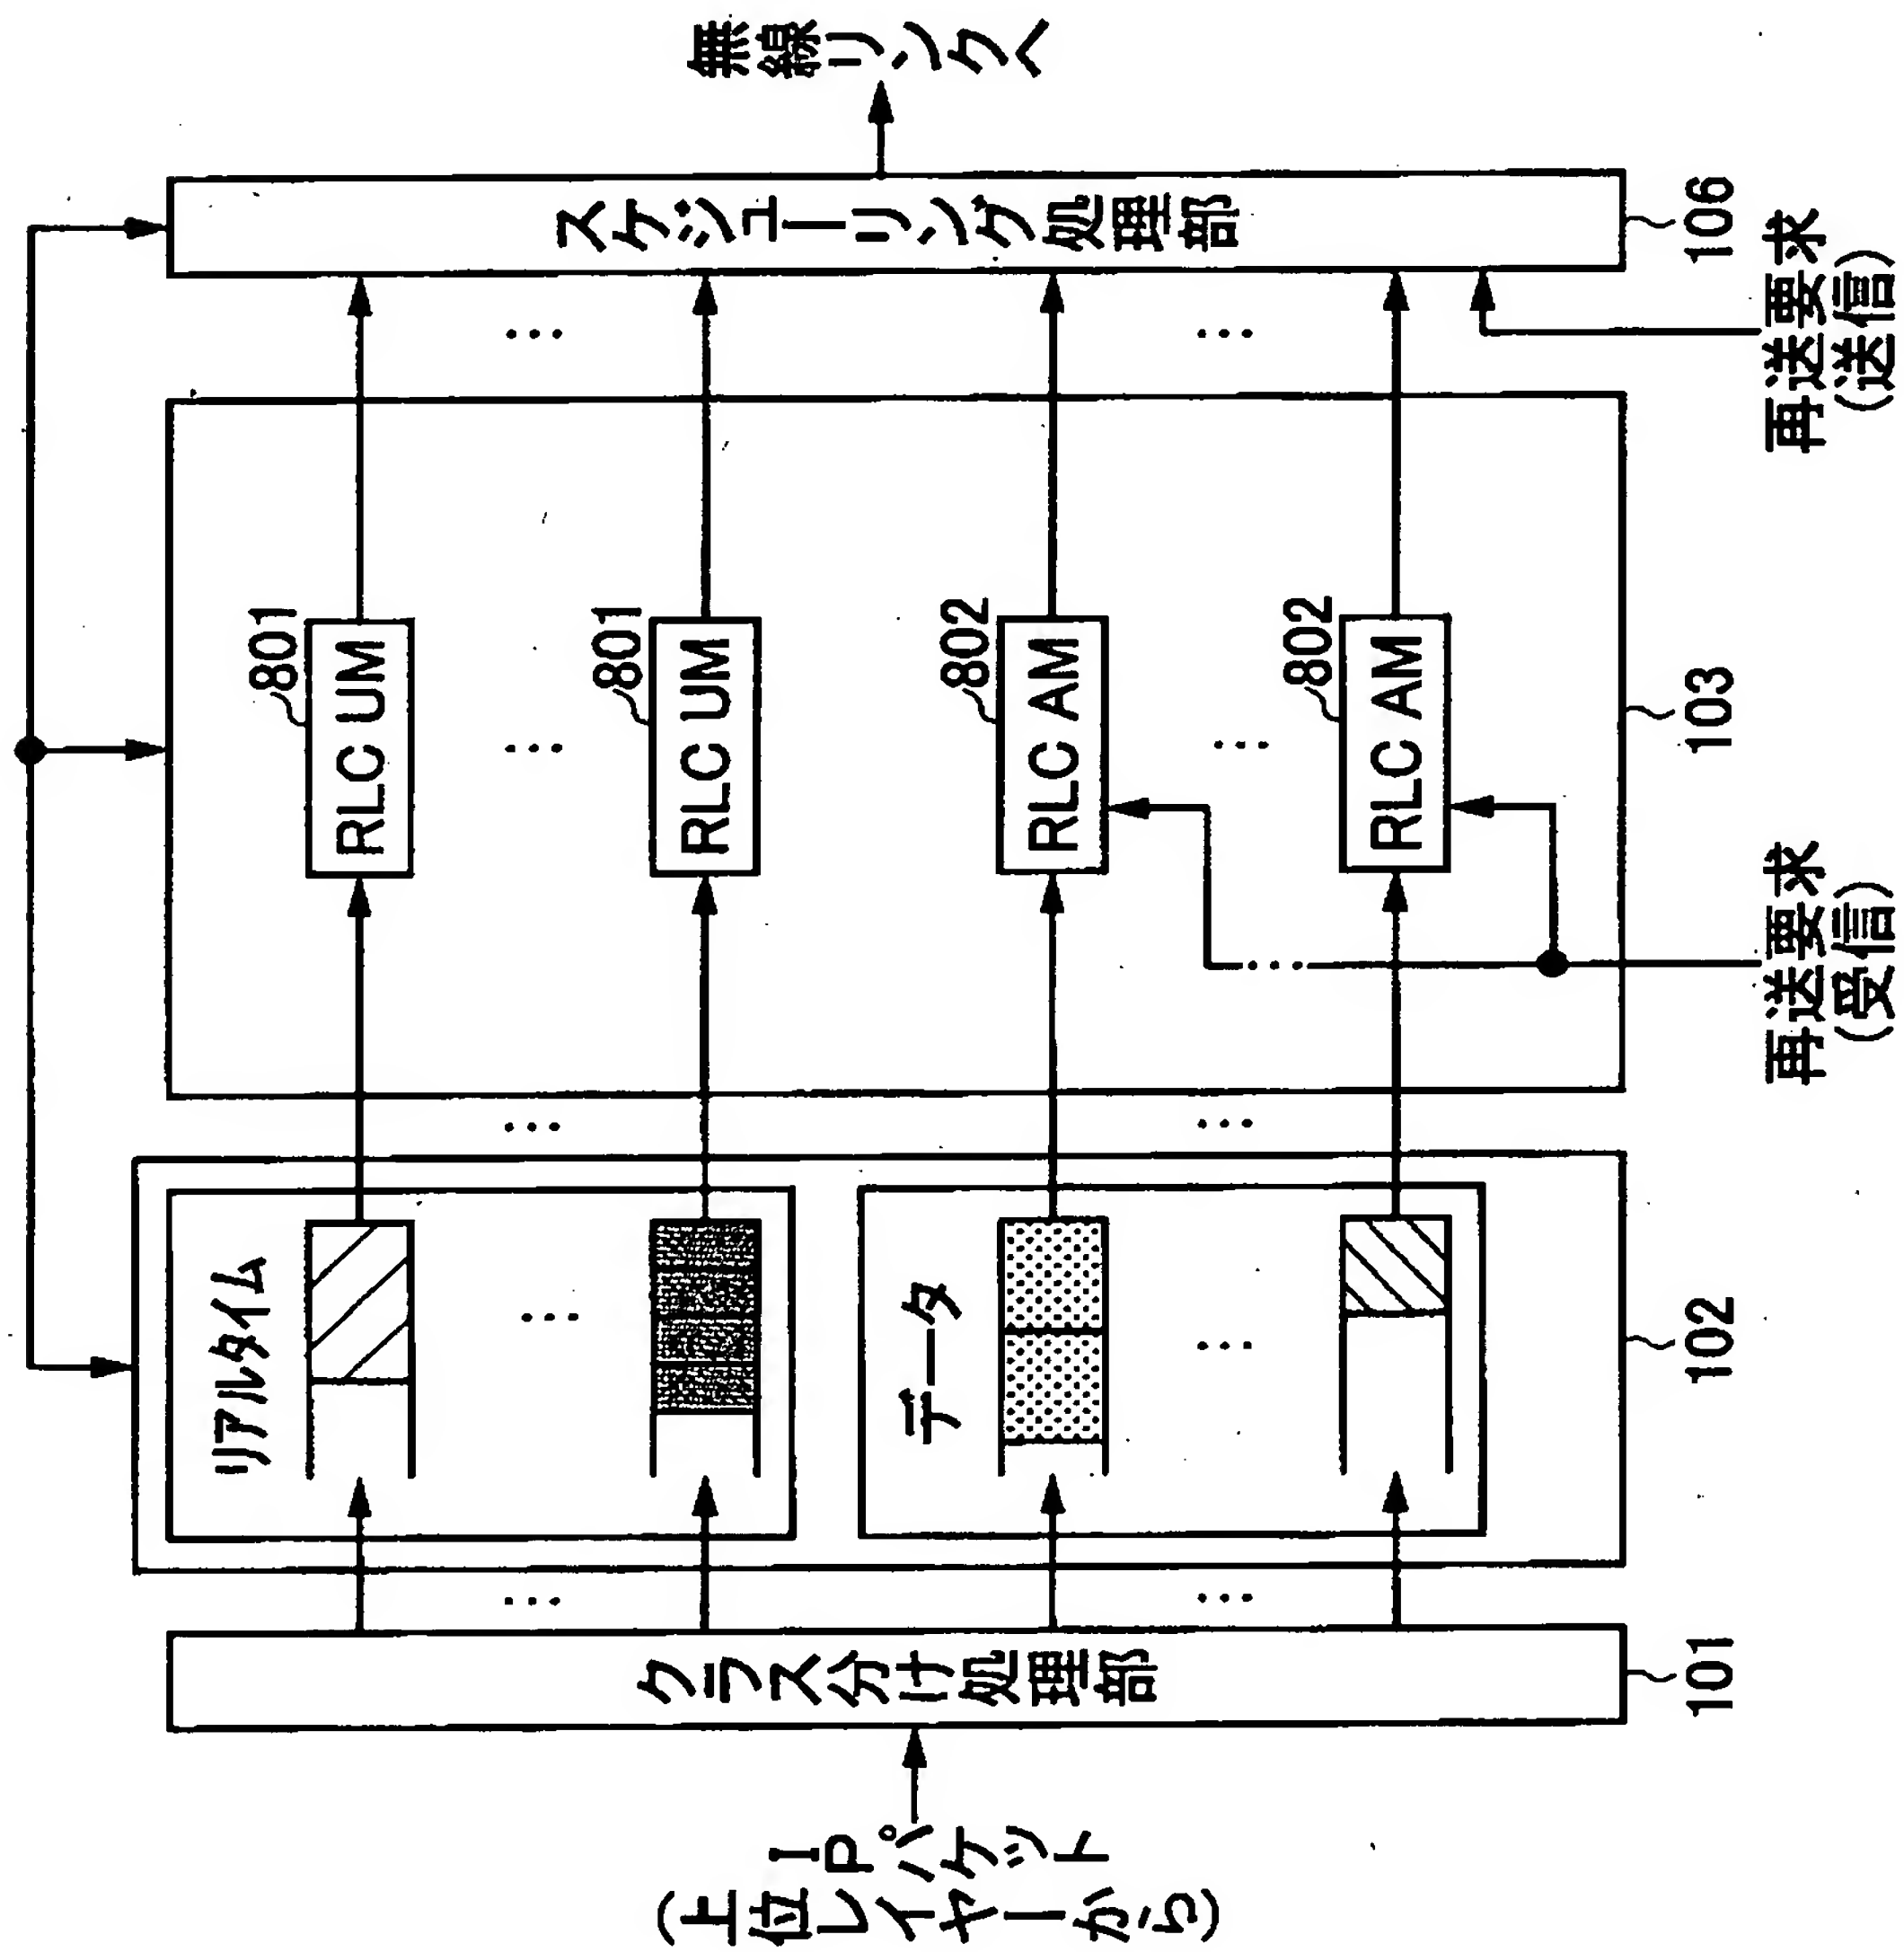 IPパケット
(上位レイヤーから)
クラス分け処理部
101
リアルタイム
データ
102
RLC UM
801
RLC UM
801
RLC AM
802
RLC AM
802
103
再送要求
(受信)
スケジューリング処理部
106
再送要求
(送信)
無線リンクへ